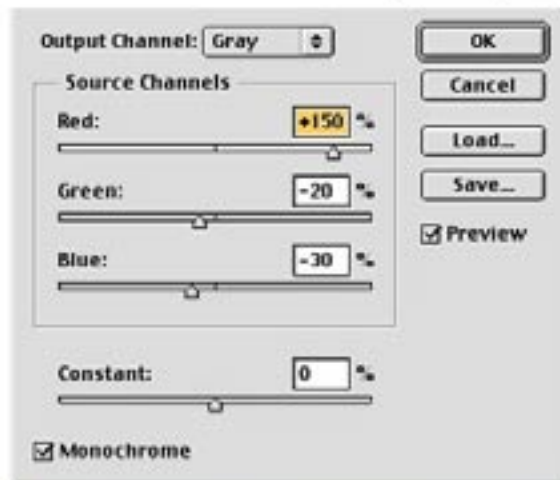 Output Channel: Gray
OK
Source Channels
Cancel
Red: +150 %
Load...
Green: -20 %
Save...
Preview
Blue: -30 %
Constant: 0 %
Monochrome